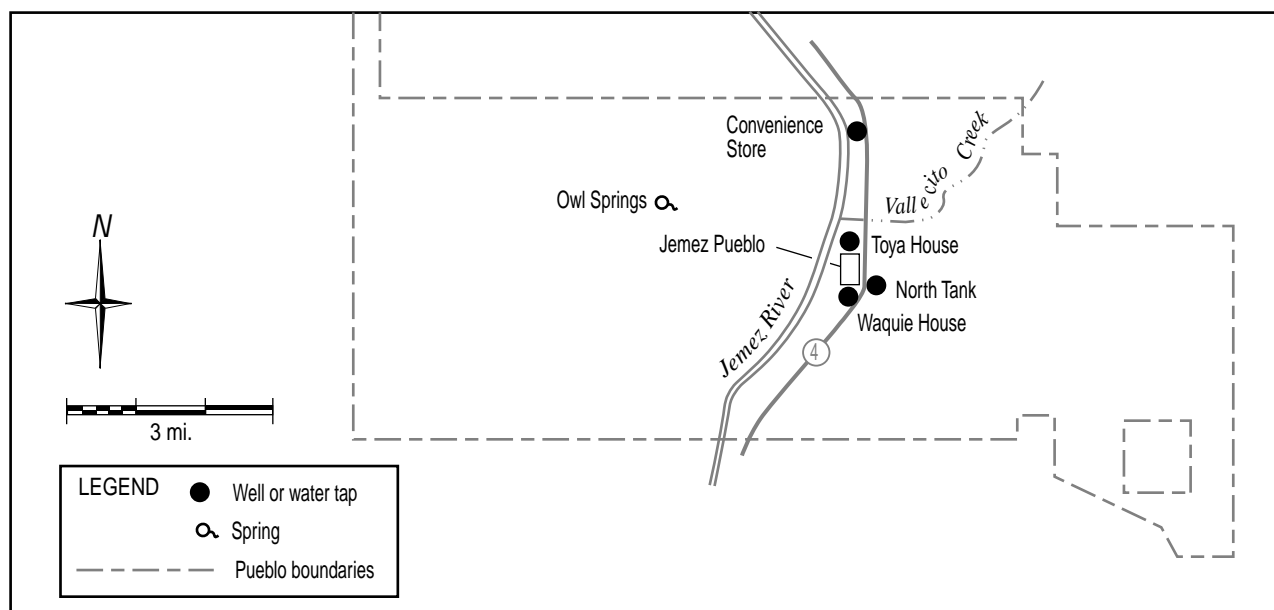 Convenience
Store
Vallecito Creek
Owl Springs
N
Jemez Pueblo
Toya House
North Tank
Waquie House
Jemez River
4
3 mi.
LEGEND
Well or water tap
Spring
Pueblo boundaries